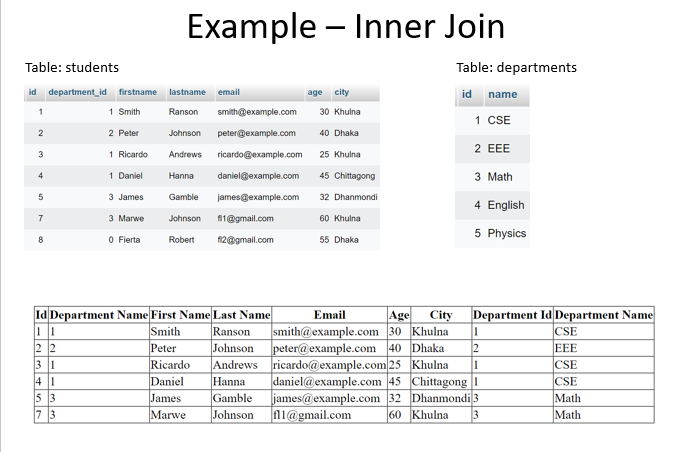 Example – Inner Join
Table: students
id department_id firstname lastname email age city
1 1 Smith Ranson smith@example.com 30 Khulna
2 2 Peter Johnson peter@example.com 40 Dhaka
3 1 Ricardo Andrews ricardo@example.com 25 Khulna
4 1 Daniel Hanna daniel@example.com 45 Chittagong
5 3 James Gamble james@example.com 32 Dhanmondi
7 3 Marwe Johnson fl1@gmail.com 60 Khulna
8 0 Fierta Robert fl2@gmail.com 55 Dhaka
Table: departments
id name
1 CSE
2 EEE
3 Math
4 English
5 Physics
Id Department Name First Name Last Name Email Age City Department Id Department Name
1 1 Smith Ranson smith@example.com 30 Khulna 1 CSE
2 2 Peter Johnson peter@example.com 40 Dhaka 2 EEE
3 1 Ricardo Andrews ricardo@example.com 25 Khulna 1 CSE
4 1 Daniel Hanna daniel@example.com 45 Chittagong 1 CSE
5 3 James Gamble james@example.com 32 Dhanmondi 3 Math
7 3 Marwe Johnson fl1@gmail.com 60 Khulna 3 Math